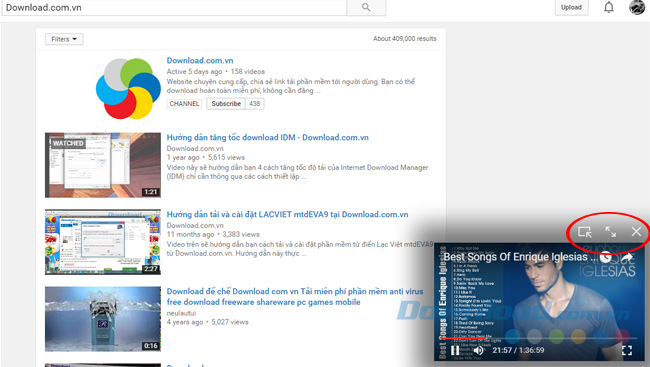 Download.com.vn
Upload
Filters
About 409,000 results
Download.com.vn
Active 5 days ago • 158 videos
Website chuyên cung cấp, chia sẻ link tải phần mềm tới người dùng. Bạn có thể
download hoàn toàn miễn phí, không cần đăng ...
CHANNEL Subscribe 438
WATCHED
1:21
Hướng dẫn tăng tốc download IDM - Download.com.vn
Download.com.vn
1 year ago • 5,615 views
Video này sẽ hướng dẫn bạn 4 cách tăng tốc độ tải của Internet Download Manager
(IDM) chỉ cần thông qua các cách thiết lập ...
2:27
Hướng dẫn tải và cài đặt LACVIET mtdEVA9 tại Download.com.vn
Download.com.vn
11 months ago • 3,383 views
Video trên sẽ hướng dẫn bạn cách tải và cài đặt phần mềm từ điển Lạc Việt mtdEVA9
từ Download.com.vn. Hướng dẫn này thực ...
0:16
Download để chế Download com vn Tải miễn phí phần mềm anti virus
free download freeware shareware pc games mobile
neulautui
4 years ago • 5,027 views
Best Songs Of Enrique Iglesias ...
IGLESIAS
Best Songs Of Enrique Iglesias
21:57 / 1:36:59